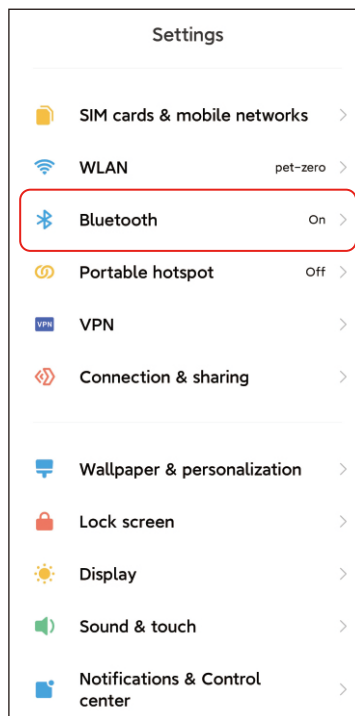 Settings
SIM cards & mobile networks
WLAN pet-zero
Bluetooth On
Portable hotspot Off
VPN VPN
Connection & sharing
Wallpaper & personalization
Lock screen
Display
Sound & touch
Notifications & Control
center